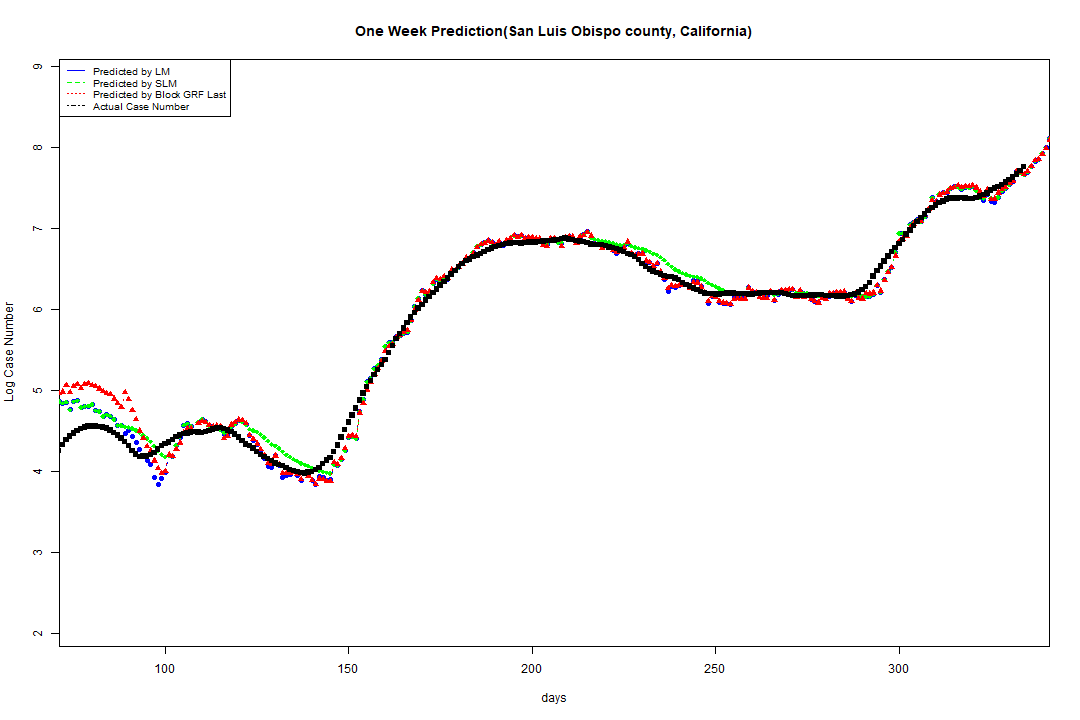 One Week Prediction(San Luis Obispo county, California)
Predicted by LM
Predicted by SLM
Predicted by Block GRF Last
Actual Case Number
9
8
7
6
5
4
3
2
Log Case Number
100 150 200 250 300
days